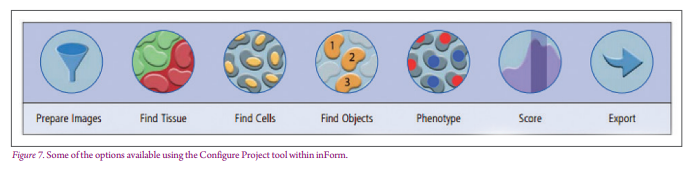 1
2
3
Prepare Images Find Tissue Find Cells Find Objects Phenotype Score Export
Figure 7. Some of the options available using the Configure Project tool within inForm.